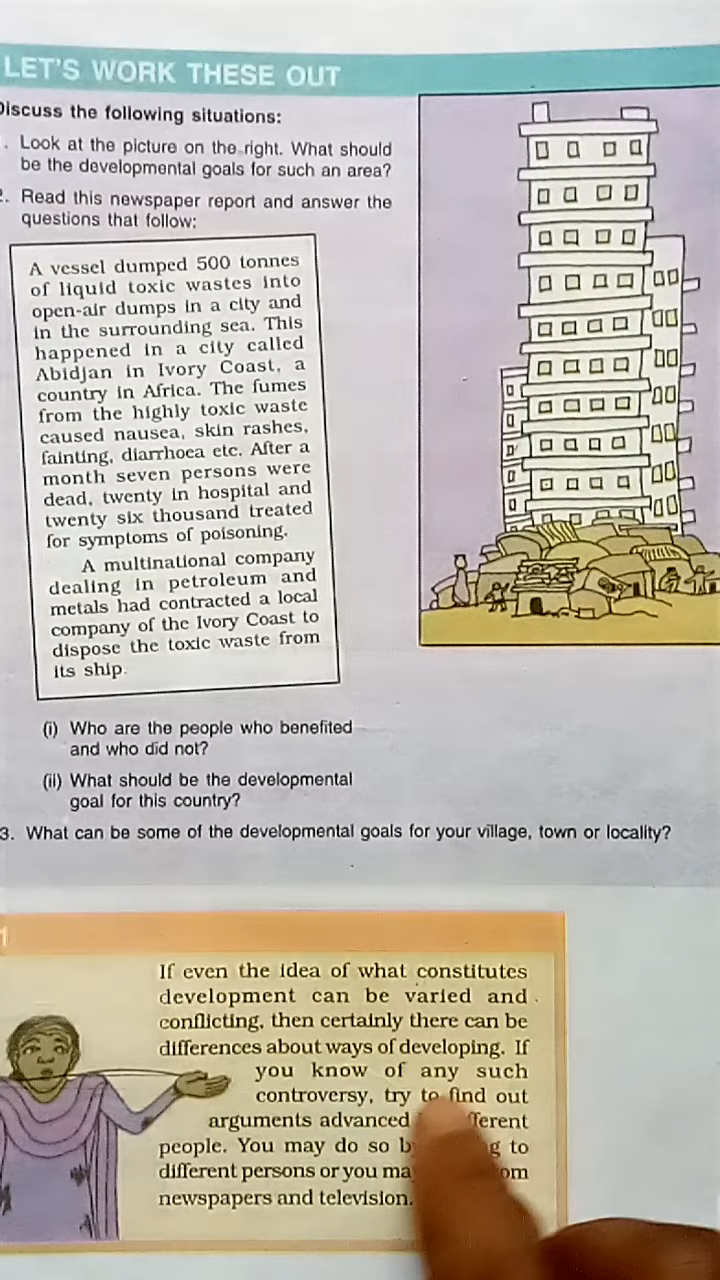 LET'S WORK THESE OUT
Discuss the following situations:
. Look at the picture on the right. What should
be the developmental goals for such an area?
2. Read this newspaper report and answer the
questions that follow:
A vessel dumped 500 tonnes
of liquid toxic wastes into
open-air dumps in a city and
in the surrounding sea. This
happened in a city called
Abidjan in Ivory Coast, a
country in Africa. The fumes
from the highly toxic waste
caused nausea, skin rashes,
fainting, diarrhoea etc. After a
month seven persons were
dead, twenty in hospital and
twenty six thousand treated
for symptoms of poisoning.
A multinational company
dealing in petroleum and
metals had contracted a local
company of the Ivory Coast to
dispose the toxic waste from
its ship.
(i) Who are the people who benefited
and who did not?
(ii) What should be the developmental
goal for this country?
3. What can be some of the developmental goals for your village, town or locality?
1
If even the idea of what constitutes
development can be varied and
conflicting, then certainly there can be
differences about ways of developing. If
you know of any such
controversy, try to find out
arguments advanced
people. You may do so
to
different persons or you
newspapers and television.